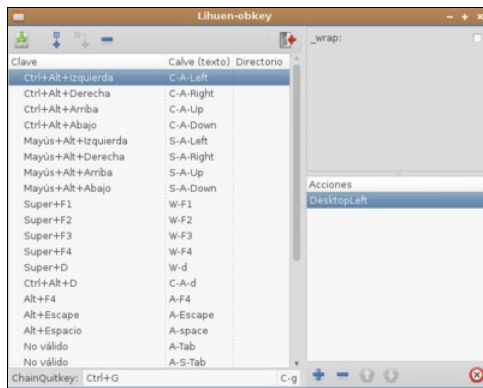 Lihuen-obkey
Clave Calve (texto) Directorio
Ctrl+Alt+Izquierda C-A-Left
Ctrl+Alt+Derecha C-A-Right
Ctrl+Alt+Arriba C-A-Up
Ctrl+Alt+Abajo C-A-Down
Mayús+Alt+Izquierda S-A-Left
Mayús+Alt+Derecha S-A-Right
Mayús+Alt+Arriba S-A-Up
Mayús+Alt+Abajo S-A-Down
Super+F1 W-F1
Super+F2 W-F2
Super+F3 W-F3
Super+F4 W-F4
Super+D W-d
Ctrl+Alt+D C-A-d
Alt+F4 A-F4
Alt+Escape A-Escape
Alt+Espacio A-space
No válido A-Tab
No válido A-S-Tab
ChainQuitkey: Ctrl+G C-g
_wrap:
Acciones
DesktopLeft